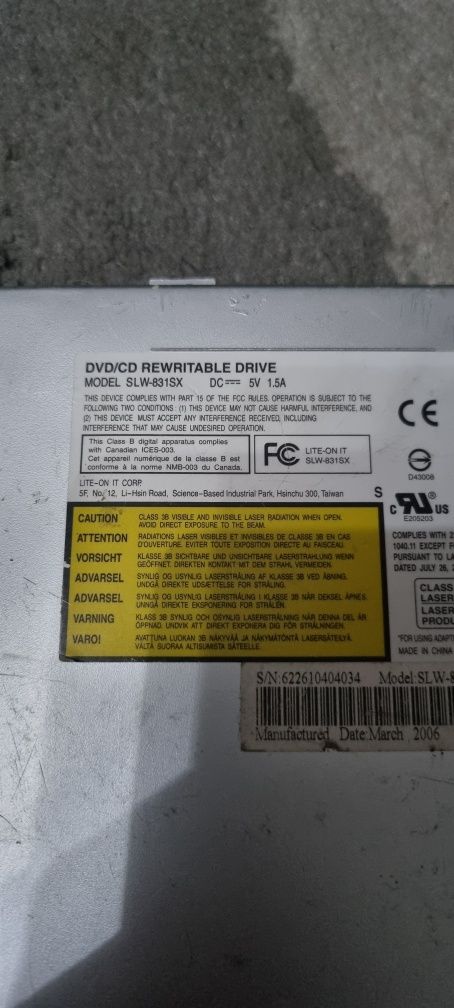 DVD/CD REWRITABLE DRIVE
MODEL SLW-831SX DC 5V 1.5A
THIS DEVICE COMPLIES WITH PART 15 OF THE FCC RULES. OPERATION IS SUBJECT TO THE
FOLLOWING TWO CONDITIONS: (1) THIS DEVICE MAY NOT CAUSE HARMFUL INTERFERENCE, AND
(2) THIS DEVICE MUST ACCEPT ANY INTERFERENCE RECEIVED, INCLUDING
INTERFERENCE THAT MAY CAUSE UNDESIRED OPERATION.
This Class B digital apparatus complies
with Canadian ICES-003.
Cet appareil numérique de la classe B est
conforme à la norme NMB-003 du Canada.
FC LITE-ON IT
SLW-831SX
CE
D43008
LITE-ON IT CORP.
5F, No. 12, Li-Hsin Road, Science-Based Industrial Park, Hsinchu 300, Taiwan S
C RU ® US
E205203
CAUTION CLASS 3B VISIBLE AND INVISIBLE LASER RADIATION WHEN OPEN.
AVOID DIRECT EXPOSURE TO THE BEAM.
ATTENTION RADIATIONS LASER VISIBLES ET INVISIBLES DE CLASSE 3B EN CAS
D'OUVERTURE. EVITER TOUTE EXPOSITION DIRECTE AU FAISCEAU.
VORSICHT KLASSE 3B SICHTBARE UND UNSICHTBARE LASERSTRAHLUNG WENN
GEÖFFNET. DIREKTEN KONTAKT MIT DEM STRAHL VERMEIDEN.
ADVARSEL SYNLIG OG USYNLIG LASERSTRÅLING AF KLASSE 3B VED ÅBNING.
UNDGÅ DIREKTE UDSÆTTELSE FOR STRÅLING.
ADVARSEL SYNLIG OG USYNLIG LASERSTRÅLING I KLASSE 3B NÅR DEKSEL ÅPNES.
UNNGÅ DIREKTE EKSPONERING FOR STRÅLEN.
VARNING KLASS 3B SYNLIG OCH OSYNLIG LASERSTRÅLNING NÄR DENNA DEL ÄR
ÖPPNAD. UNDVIK ATT DIREKT EXPONERA DIG FÖR STRÅLNINGEN.
VARO! AVATTUNA LUOKAN 3B NÄKYVÄÄ JA NÄKYMÄTÖNTÄ LASERSÄTEILYÄ.
VÄLTÄ SUORAA ALTISUMISTA SÄTEELLE.
COMPLIES WITH 2
1040.11 EXCEPT F
PURSUANT TO LA
DATED JULY 26, 
CLASS
LASER
LASER
PRODU
*FOR USING ADAPT
MADE IN CHINA
S/N:622610404034 Model:SLW-8
Manufactured Date:March 2006